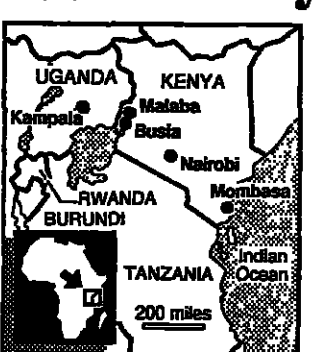 UGANDA
KENYA
Kampala
Malaba
Busia
Nairobi
Mombasa
RWANDA
BURUNDI
TANZANIA
Indian
Ocean
200 miles